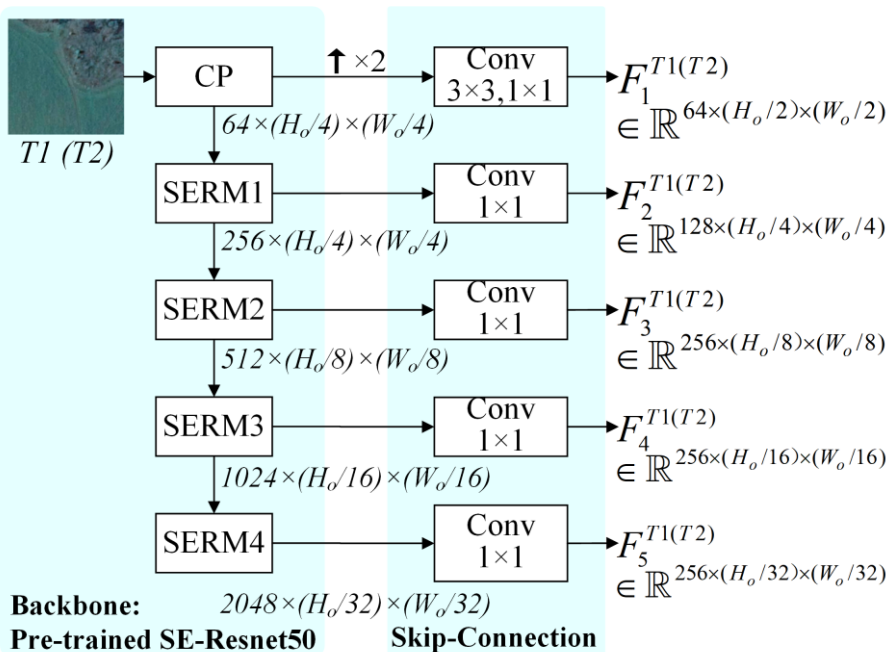 CP
↑ ×2
Conv
3×3,1×1
F_1^{T1(T2)}
∈ ℝ^{64×(H_o/2)×(W_o/2)}
T1 (T2)
64×(H_o/4)×(W_o/4)
SERM1
Conv
1×1
F_2^{T1(T2)}
∈ ℝ^{128×(H_o/4)×(W_o/4)}
256×(H_o/4)×(W_o/4)
SERM2
Conv
1×1
F_3^{T1(T2)}
∈ ℝ^{256×(H_o/8)×(W_o/8)}
512×(H_o/8)×(W_o/8)
SERM3
Conv
1×1
F_4^{T1(T2)}
∈ ℝ^{256×(H_o/16)×(W_o/16)}
1024×(H_o/16)×(W_o/16)
SERM4
Conv
1×1
F_5^{T1(T2)}
∈ ℝ^{256×(H_o/32)×(W_o/32)}
2048×(H_o/32)×(W_o/32)
Backbone:
Pre-trained SE-Resnet50
Skip-Connection